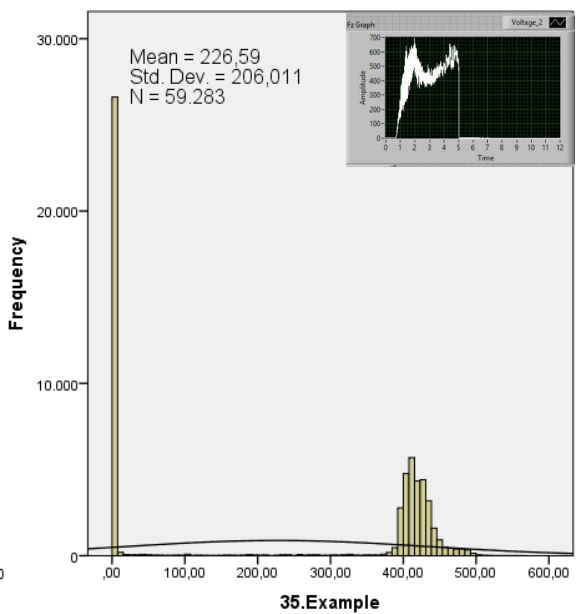 Fz Graph
Voltage_2
700
600
500
400
300
200
100
0
Amplitude
0 1 2 3 4 5 6 7 8 9 10 11 12
Time
Mean = 226,59
Std. Dev. = 206,011
N = 59.283
30.000
20.000
10.000
0
Frequency
0
,00 100,00 200,00 300,00 400,00 500,00 600,00
35.Example